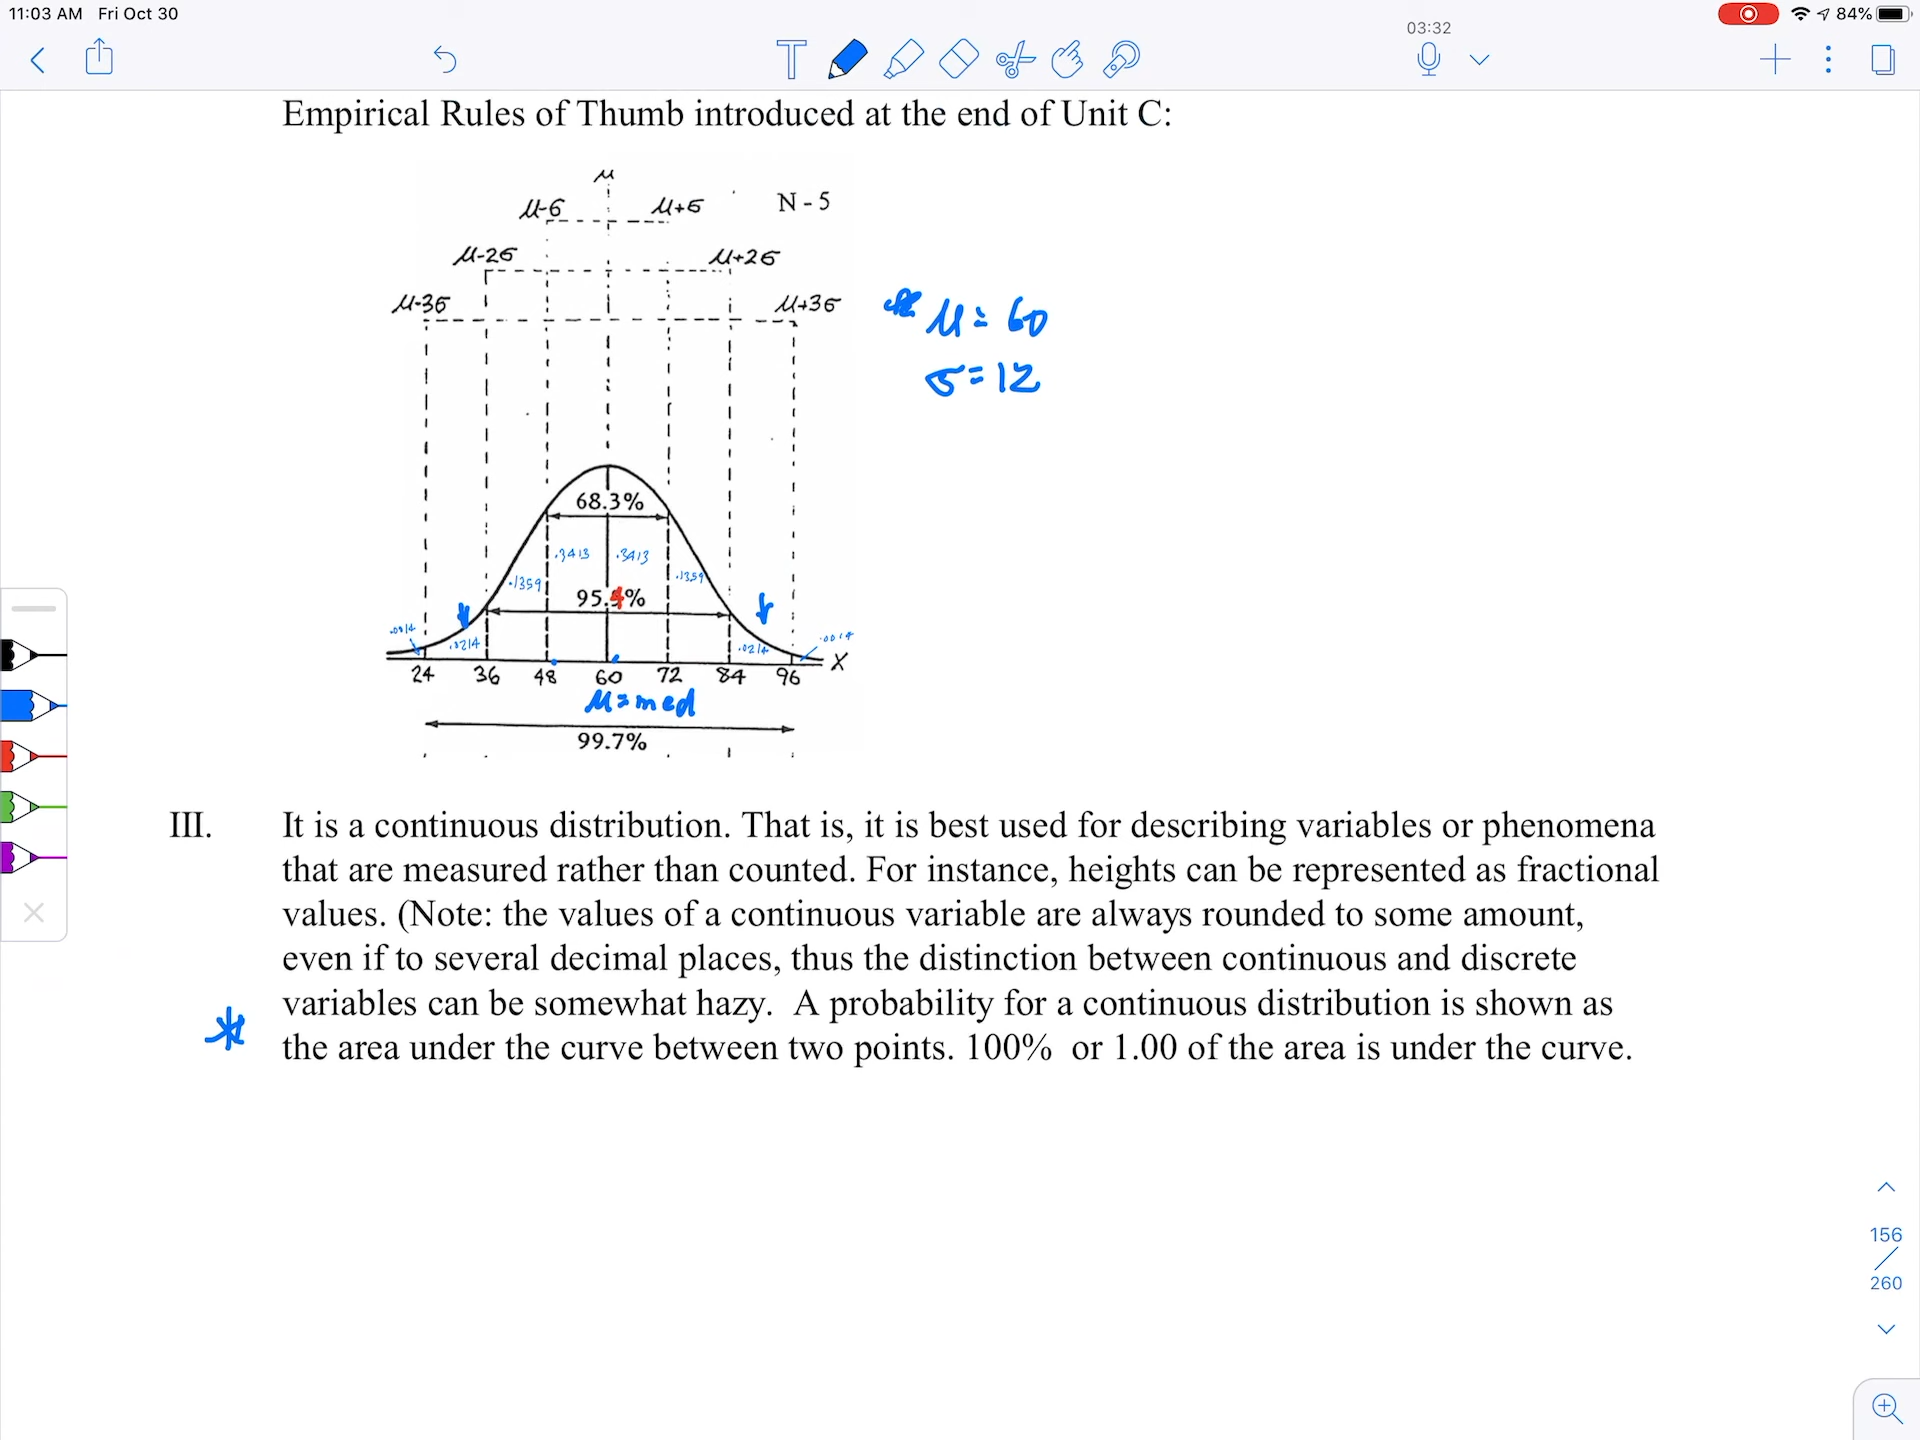 11:03 AM Fri Oct 30
84%
03:32
T
Empirical Rules of Thumb introduced at the end of Unit C:
μ
μ-σ μ+σ N - 5
μ-2σ μ+2σ
μ-3σ μ+3σ
μ = 60
σ = 12
68.3%
.3413 .3413
.1359 .1359
95.4%
.0014 .0214 .0214 .0014
24 36 48 60 72 84 96 X
μ = med
99.7%
III. It is a continuous distribution. That is, it is best used for describing variables or phenomena
that are measured rather than counted. For instance, heights can be represented as fractional
values. (Note: the values of a continuous variable are always rounded to some amount,
even if to several decimal places, thus the distinction between continuous and discrete
variables can be somewhat hazy. A probability for a continuous distribution is shown as
* the area under the curve between two points. 100% or 1.00 of the area is under the curve.
156
/
260